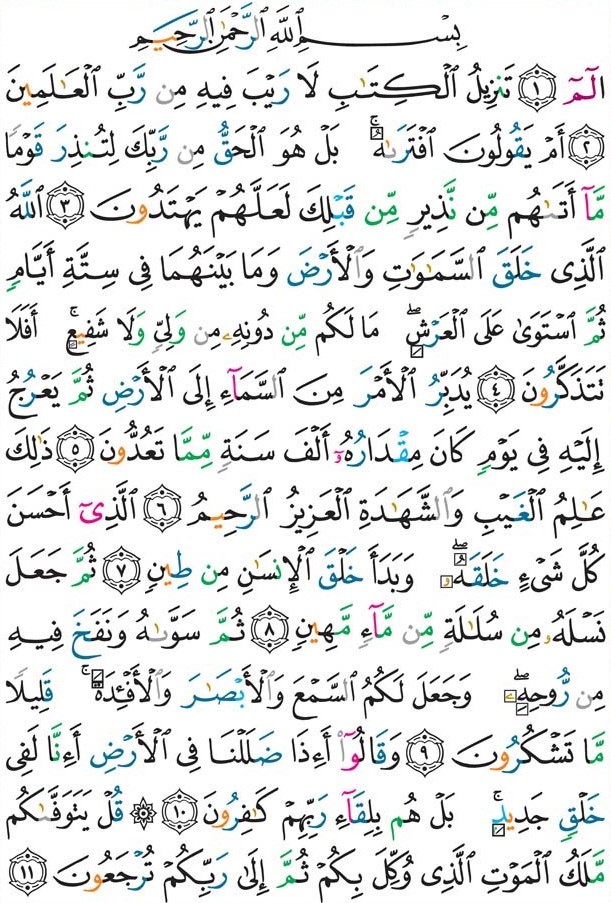 بِسْمِ ٱللَّهِ ٱلرَّحْمَٰنِ ٱلرَّحِيمِ
الٓمٓ ١ تَنزِيلُ ٱلْكِتَٰبِ لَا رَيْبَ فِيهِ مِن رَّبِّ ٱلْعَٰلَمِينَ
٢ أَمْ يَقُولُونَ ٱفْتَرَىٰهُ ۚ بَلْ هُوَ ٱلْحَقُّ مِن رَّبِّكَ لِتُنذِرَ قَوْمًا
مَّآ أَتَىٰهُم مِّن نَّذِيرٍ مِّن قَبْلِكَ لَعَلَّهُمْ يَهْتَدُونَ ٣ ٱللَّهُ
ٱلَّذِى خَلَقَ ٱلسَّمَٰوَٰتِ وَٱلْأَرْضَ وَمَا بَيْنَهُمَا فِى سِتَّةِ أَيَّامٍ
ثُمَّ ٱسْتَوَىٰ عَلَى ٱلْعَرْشِ ۖ مَا لَكُم مِّن دُونِهِۦ مِن وَلِىٍّ وَلَا شَفِيعٍ ۚ أَفَلَا
تَتَذَكَّرُونَ ٤ يُدَبِّرُ ٱلْأَمْرَ مِنَ ٱلسَّمَآءِ إِلَى ٱلْأَرْضِ ثُمَّ يَعْرُجُ
إِلَيْهِ فِى يَوْمٍ كَانَ مِقْدَارُهُۥٓ أَلْفَ سَنَةٍ مِّمَّا تَعُدُّونَ ٥ ذَٰلِكَ
عَٰلِمُ ٱلْغَيْبِ وَٱلشَّهَٰدَةِ ٱلْعَزِيزُ ٱلرَّحِيمُ ٦ ٱلَّذِىٓ أَحْسَنَ
كُلَّ شَىْءٍ خَلَقَهُۥ ۖ وَبَدَأَ خَلْقَ ٱلْإِنسَٰنِ مِن طِينٍ ٧ ثُمَّ جَعَلَ
نَسْلَهُۥ مِن سُلَٰلَةٍ مِّن مَّآءٍ مَّهِينٍ ٨ ثُمَّ سَوَّىٰهُ وَنَفَخَ فِيهِ
مِن رُّوحِهِۦ ۖ وَجَعَلَ لَكُمُ ٱلسَّمْعَ وَٱلْأَبْصَٰرَ وَٱلْأَفْـِٔدَةَ ۚ قَلِيلًا
مَّا تَشْكُرُونَ ٩ وَقَالُوٓا۟ أَءِذَا ضَلَلْنَا فِى ٱلْأَرْضِ أَءِنَّا لَفِى
خَلْقٍ جَدِيدٍۭ ۚ بَلْ هُم بِلِقَآءِ رَبِّهِمْ كَٰفِرُونَ ١٠ ۞ قُلْ يَتَوَفَّىٰكُم
مَّلَكُ ٱلْمَوْتِ ٱلَّذِى وُكِّلَ بِكُمْ ثُمَّ إِلَىٰ رَبِّكُمْ تُرْجَعُونَ ١١